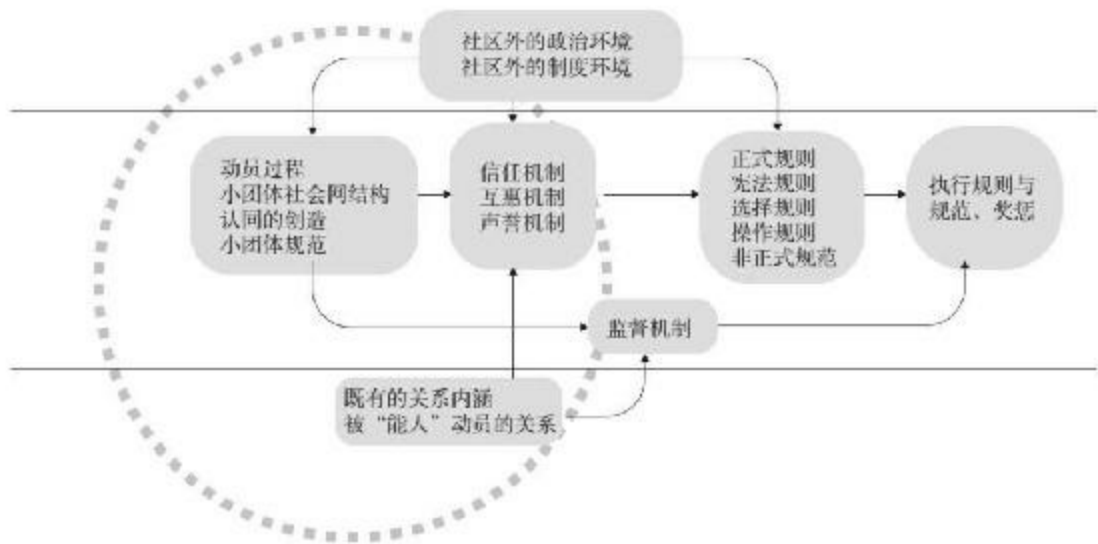 社区外的政治环境
社区外的制度环境
动员过程
小团体社会网结构
认同的创造
小团体规范
信任机制
互惠机制
声誉机制
正式规则
宪法规则
选择规则
操作规则
非正式规范
执行规则与
规范、奖惩
监督机制
既有的关系内涵
被“能人”动员的关系